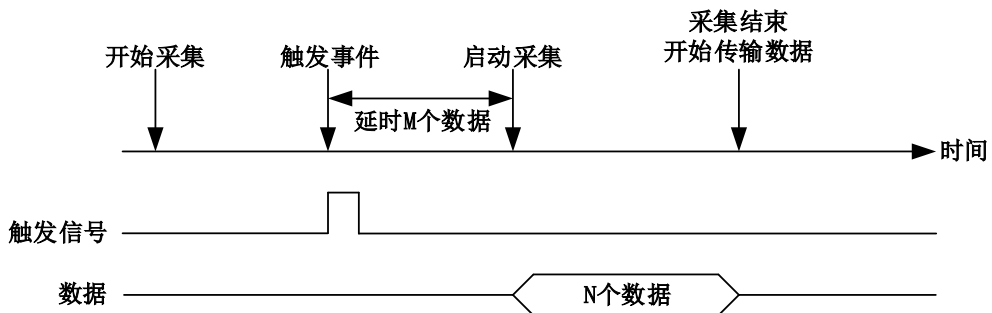 采集结束
开始采集 触发事件 启动采集 开始传输数据
延时M个数据
时间
触发信号
数据 N个数据